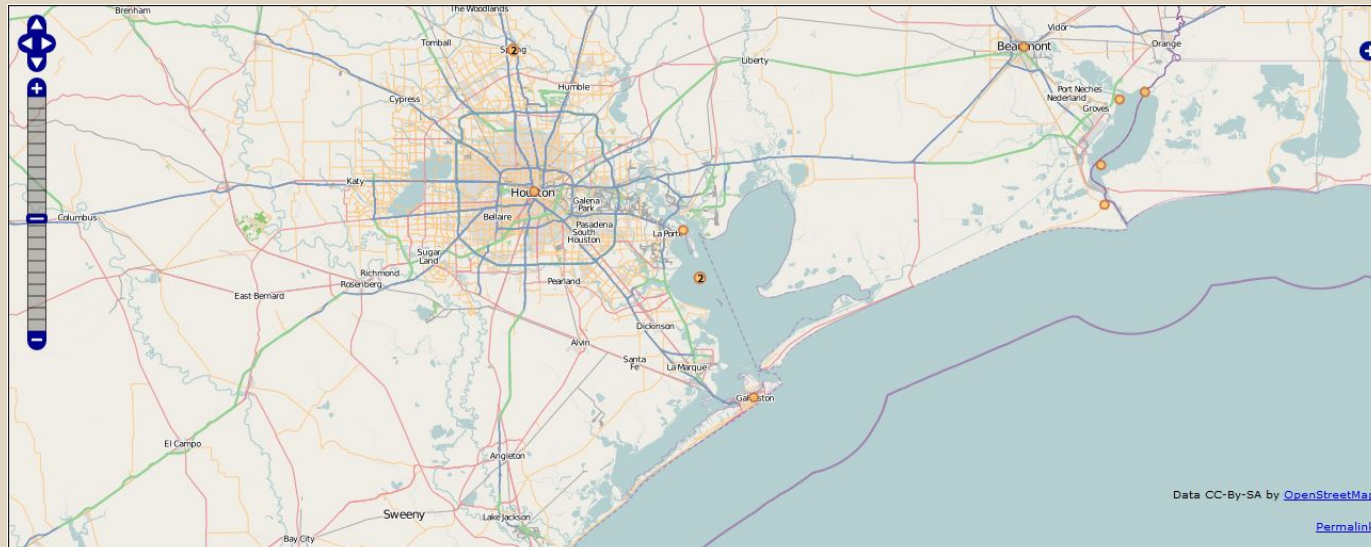 Brenham
The Woodlands
Tomball
Spring
2
Vidor
Beaumont
Orange
Liberty
Cypress
Humble
Port Neches
Nederland
Groves
Katy
Houston
Galena
Park
Columbus
Bellaire
Pasadena
South
Houston
La Porte
Sugar
Land
Richmond
Rosenberg
Pearland
2
East Bernard
Dickinson
Alvin
Santa
Fe
La Marque
Galveston
El Campo
Angleton
Data CC-By-SA by OpenStreetMap
Sweeny
Lake Jackson
Permalink
Bay City